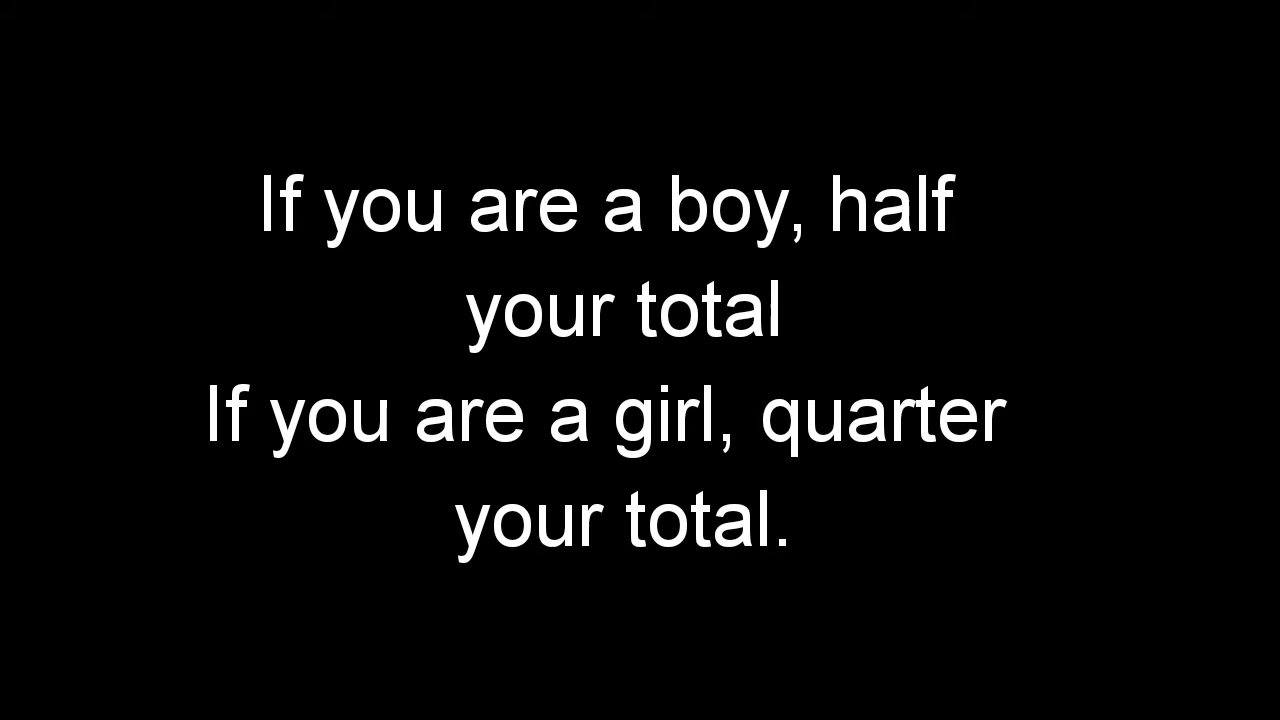 If you are a boy, half
your total
If you are a girl, quarter
your total.